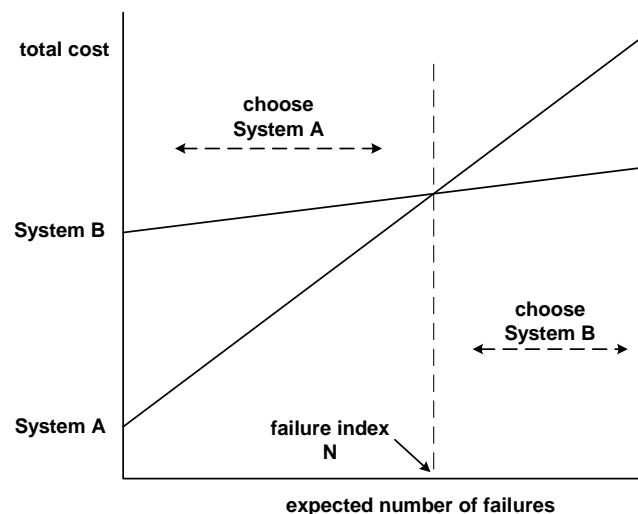 total cost
choose
System A
System B
choose
System B
System A
failure index
N
expected number of failures